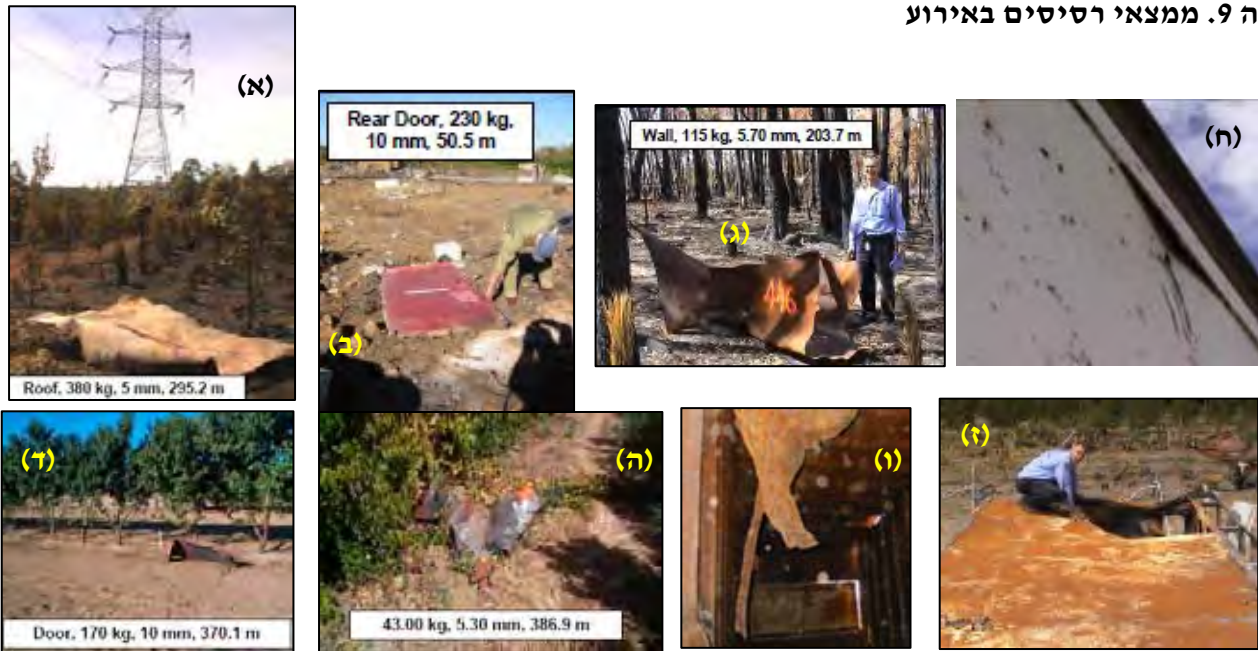 ה 9. ממצאי רסיסים באירוע
(א)
Roof, 380 kg, 5 mm, 295.2 m
Rear Door, 230 kg,
10 mm, 50.5 m
(ב)
Wall, 115 kg, 5.70 mm, 203.7 m
(ג)
446
(ח)
(ד)
Door, 170 kg, 10 mm, 370.1 m
(ה)
43.00 kg, 5.30 mm, 386.9 m
(ו)
(ז)